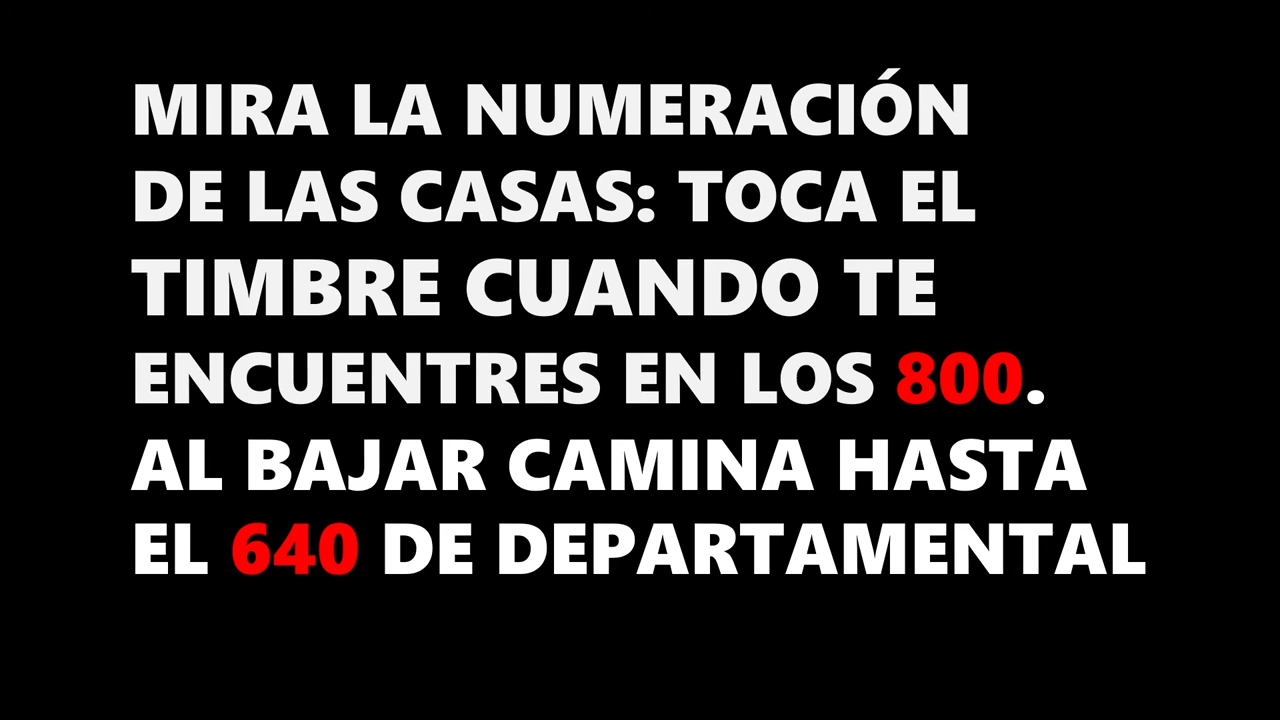 MIRA LA NUMERACIÓN
DE LAS CASAS: TOCA EL
TIMBRE CUANDO TE
ENCUENTRES EN LOS 800.
AL BAJAR CAMINA HASTA
EL 640 DE DEPARTAMENTAL